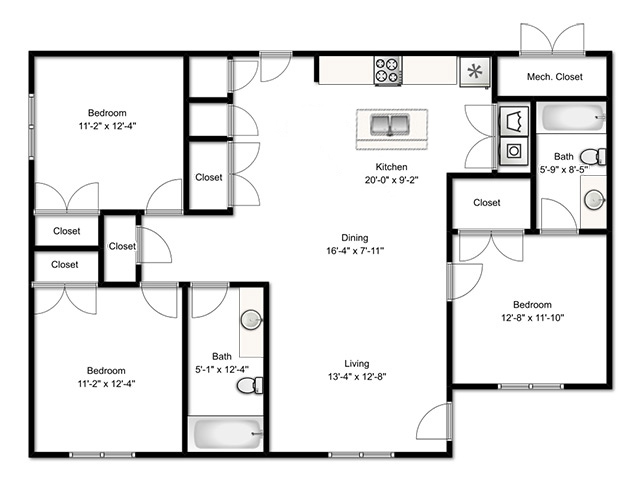 Mech. Closet
Bedroom
11'-2" x 12'-4"
Bath
5'-9" x 8'-5"
Kitchen
20'-0" x 9'-2"
Closet
Closet
Closet
Closet
Dining
16'-4" x 7'-11"
Closet
Bedroom
12'-8" x 11'-10"
Bath
5'-1" x 12'-4"
Living
13'-4" x 12'-8"
Bedroom
11'-2" x 12'-4"